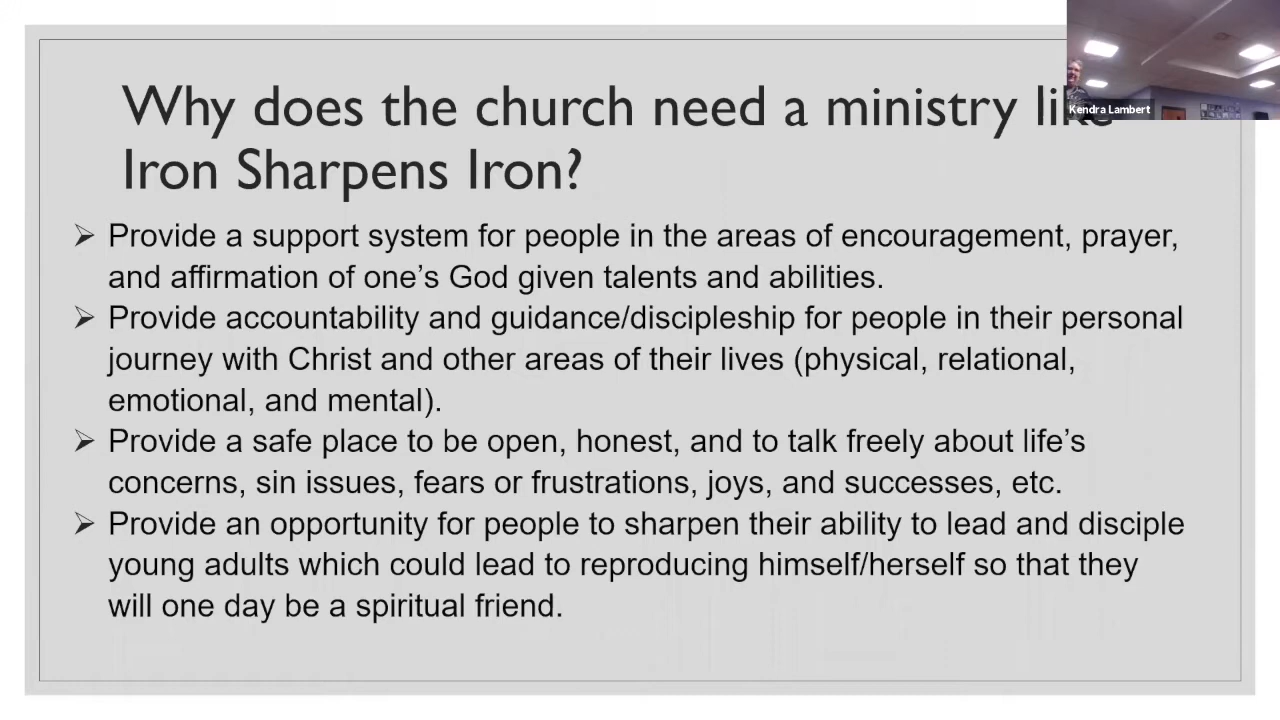 Why does the church need a ministry like
Iron Sharpens Iron?
Kendra Lambert
➢ Provide a support system for people in the areas of encouragement, prayer,
and affirmation of one’s God given talents and abilities.
➢ Provide accountability and guidance/discipleship for people in their personal
journey with Christ and other areas of their lives (physical, relational,
emotional, and mental).
➢ Provide a safe place to be open, honest, and to talk freely about life’s
concerns, sin issues, fears or frustrations, joys, and successes, etc.
➢ Provide an opportunity for people to sharpen their ability to lead and disciple
young adults which could lead to reproducing himself/herself so that they
will one day be a spiritual friend.